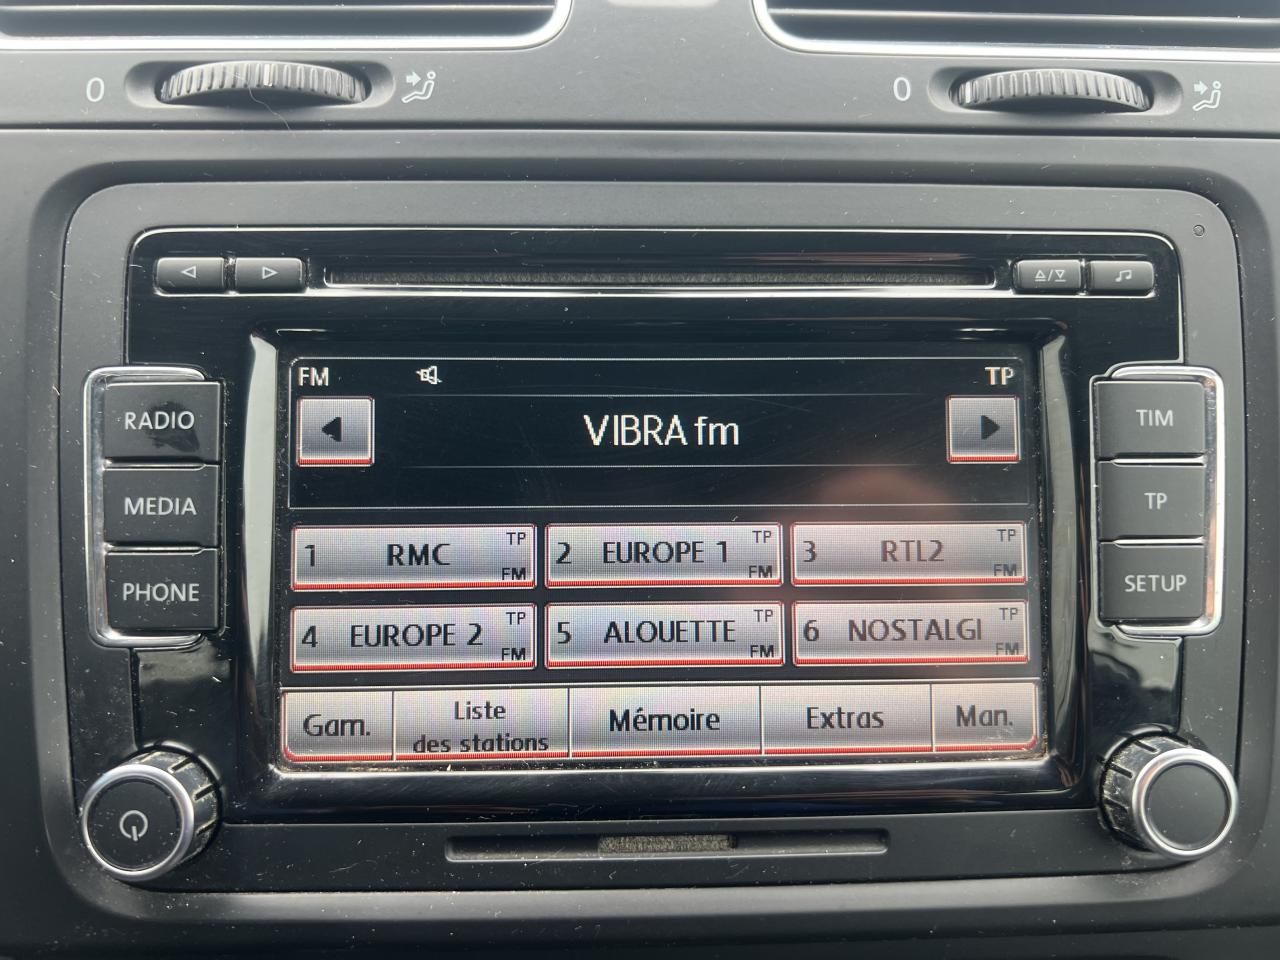 0
0
FM
TP
RADIO
VIBRA fm
TIM
MEDIA
TP
PHONE
SETUP
1 RMC TP FM
2 EUROPE 1 TP FM
3 RTL2 TP FM
4 EUROPE 2 TP FM
5 ALOUETTE TP FM
6 NOSTALGI TP FM
Gam.
Liste
des stations
Mémoire
Extras
Man.